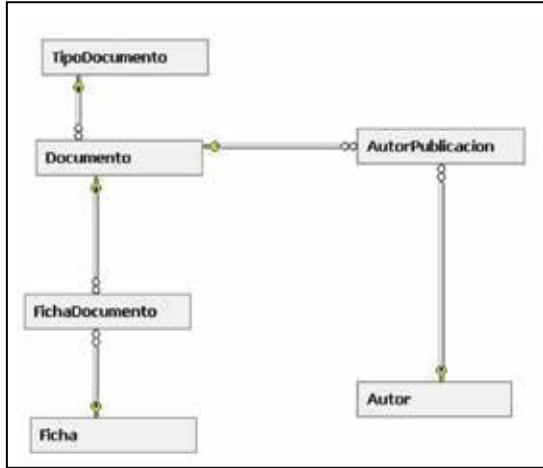 TipoDocumento
Documento
AutorPublicacion
FichaDocumento
Autor
Ficha